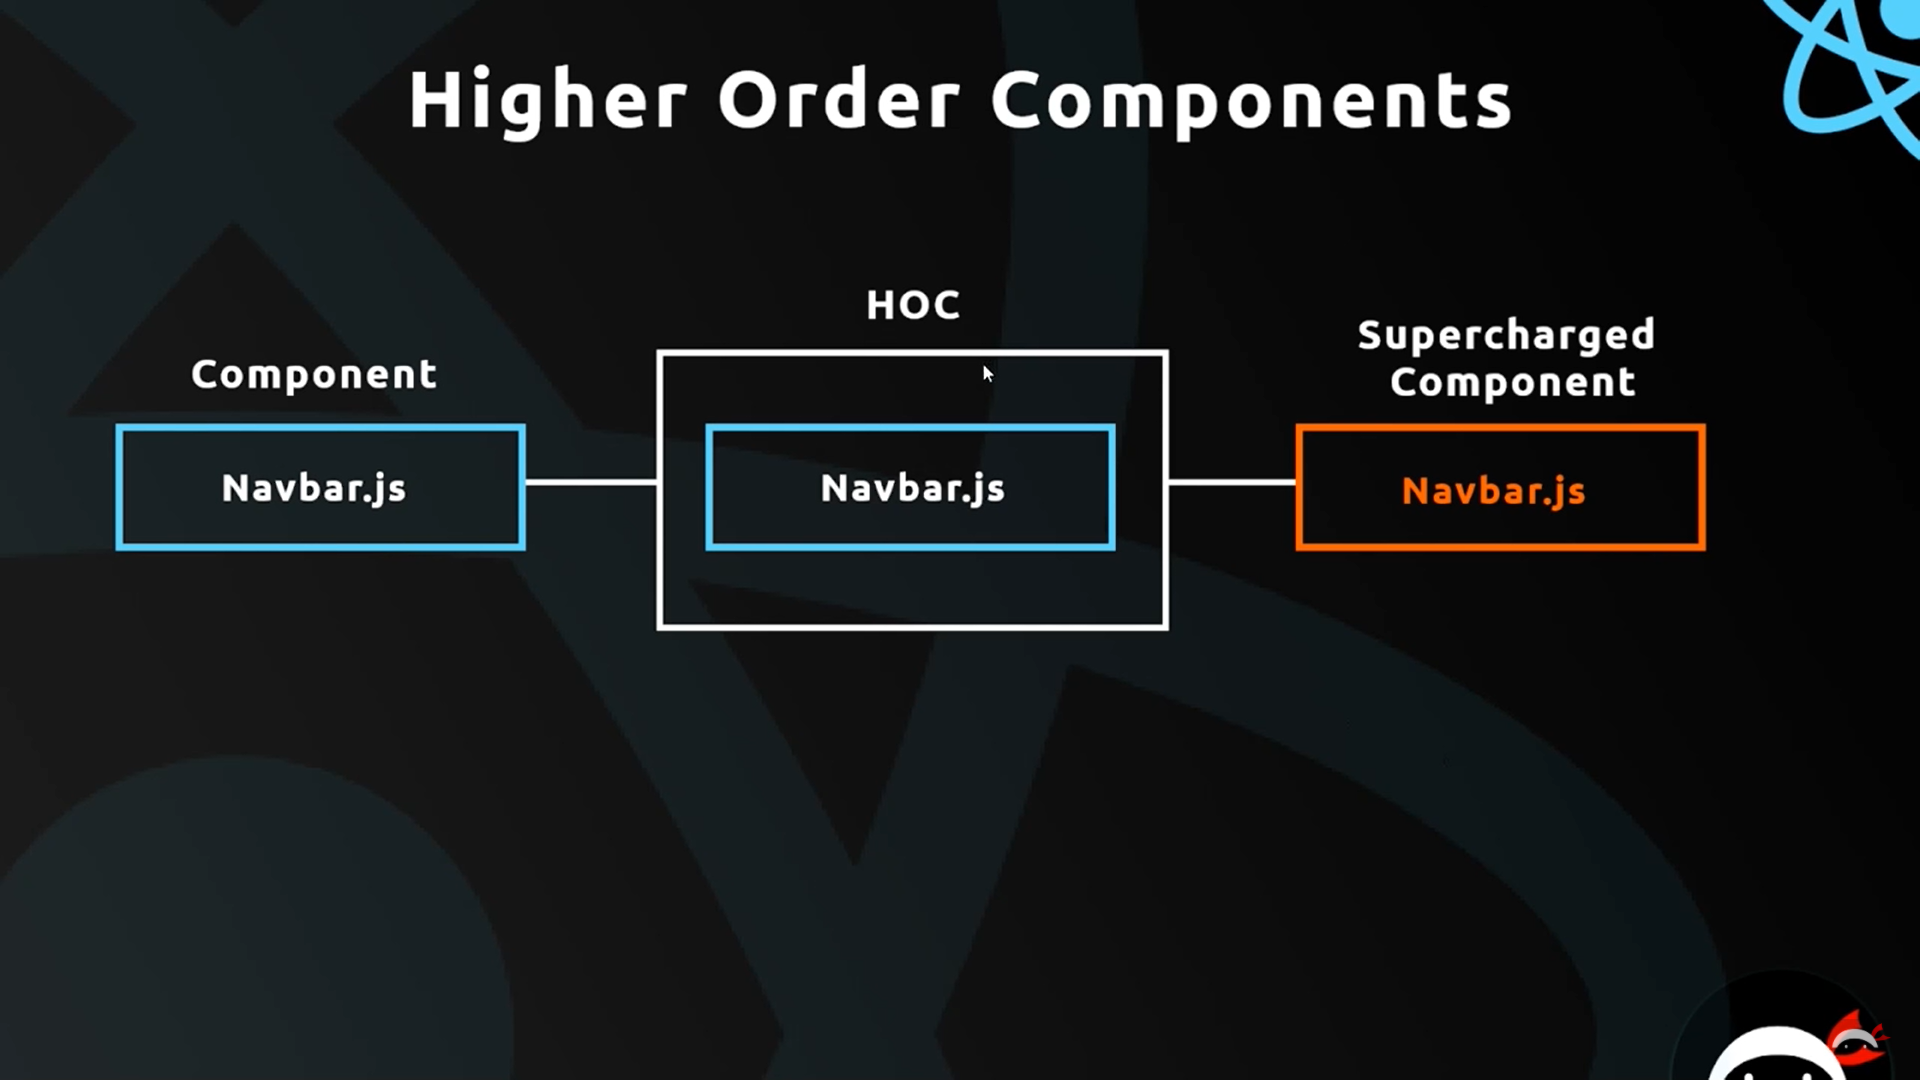 Higher Order Components
HOC
Supercharged
Component
Component
Navbar.js
Navbar.js
Navbar.js